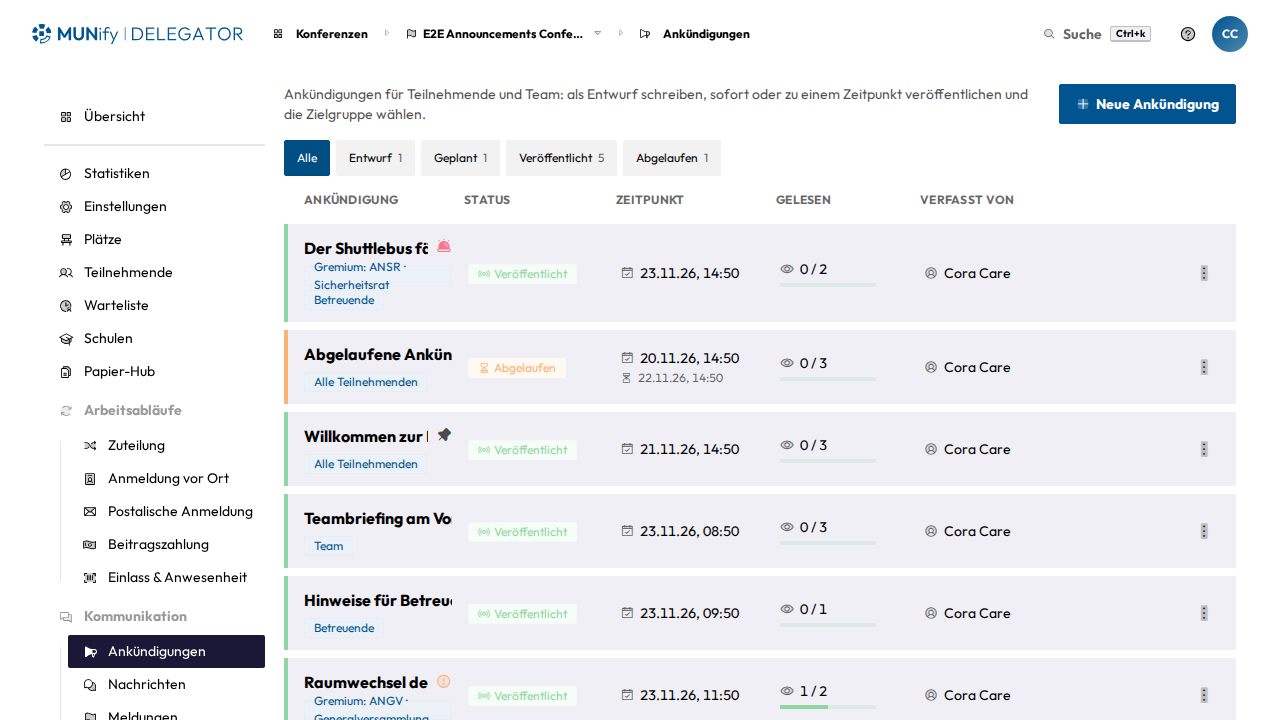 MUNify DELEGATOR
Konferenzen
E2E Announcements Confe...
Ankündigungen
Suche
Ctrl+k
CC
Übersicht
Statistiken
Einstellungen
Plätze
Teilnehmende
Warteliste
Schulen
Papier-Hub
Arbeitsabläufe
Zuteilung
Anmeldung vor Ort
Postalische Anmeldung
Beitragszahlung
Einlass & Anwesenheit
Kommunikation
Ankündigungen
Nachrichten
Meldungen
Ankündigungen für Teilnehmende und Team: als Entwurf schreiben, sofort oder zu einem Zeitpunkt veröffentlichen und
die Zielgruppe wählen.
Neue Ankündigung
Alle
Entwurf 1
Geplant 1
Veröffentlicht 5
Abgelaufen 1
ANKÜNDIGUNG STATUS ZEITPUNKT GELESEN VERFASST VON
Der Shuttlebus fä
Gremium: ANSR ·
Sicherheitsrat
Betreuende
Veröffentlicht
23.11.26, 14:50
0 / 2
Cora Care
Abgelaufene Ankün
Alle Teilnehmenden
Abgelaufen
20.11.26, 14:50
22.11.26, 14:50
0 / 3
Cora Care
Willkommen zur
Alle Teilnehmenden
Veröffentlicht
21.11.26, 14:50
0 / 3
Cora Care
Teambriefing am Vo
Team
Veröffentlicht
23.11.26, 08:50
0 / 3
Cora Care
Hinweise für Betreu
Betreuende
Veröffentlicht
23.11.26, 09:50
0 / 1
Cora Care
Raumwechsel de
Gremium: ANGV ·
Generalversammlung
Veröffentlicht
23.11.26, 11:50
1 / 2
Cora Care